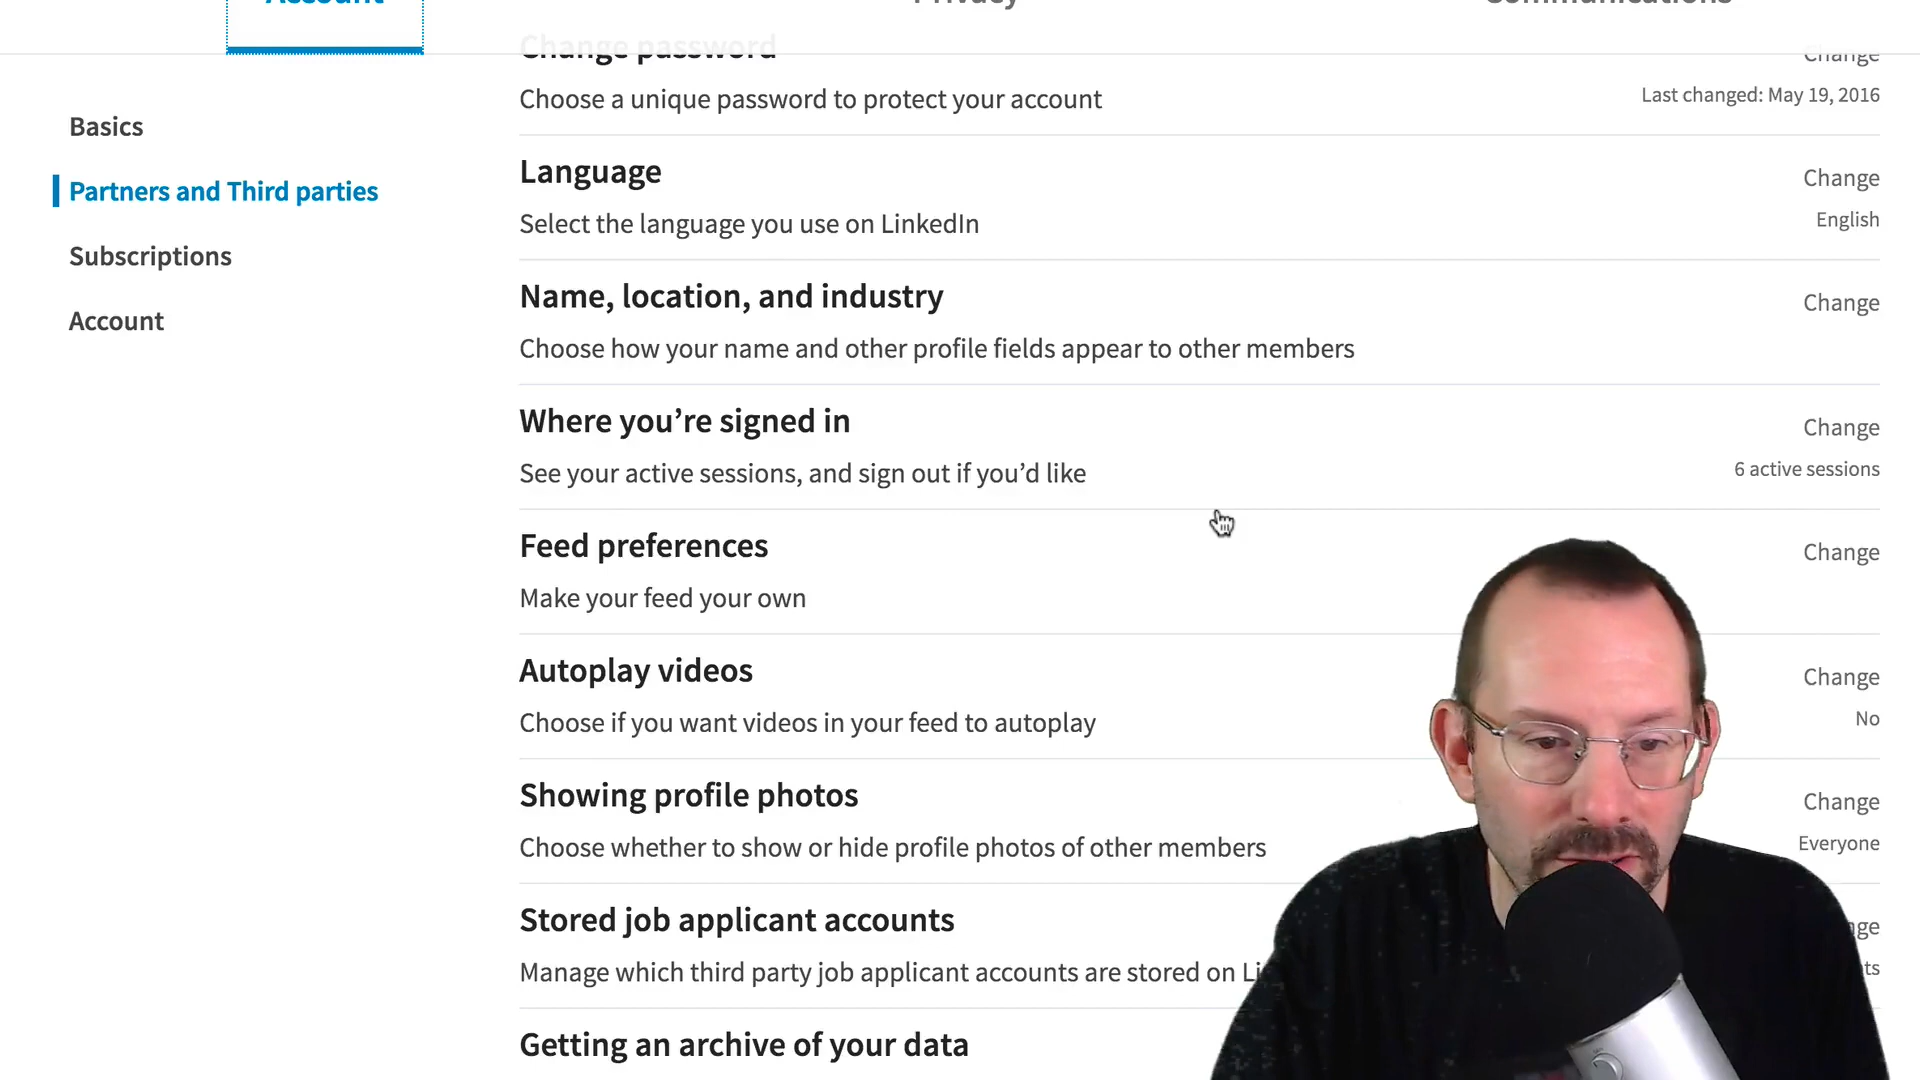 Account
Privacy
Communications
Change password
Change
Choose a unique password to protect your account
Last changed: May 19, 2016
Basics
Partners and Third parties
Subscriptions
Account
Language
Change
Select the language you use on LinkedIn
English
Name, location, and industry
Change
Choose how your name and other profile fields appear to other members
Where you’re signed in
Change
See your active sessions, and sign out if you’d like
6 active sessions
Feed preferences
Change
Make your feed your own
Autoplay videos
Change
Choose if you want videos in your feed to autoplay
No
Showing profile photos
Change
Choose whether to show or hide profile photos of other members
Everyone
Stored job applicant accounts
Manage which third party job applicant accounts are stored on
Getting an archive of your data